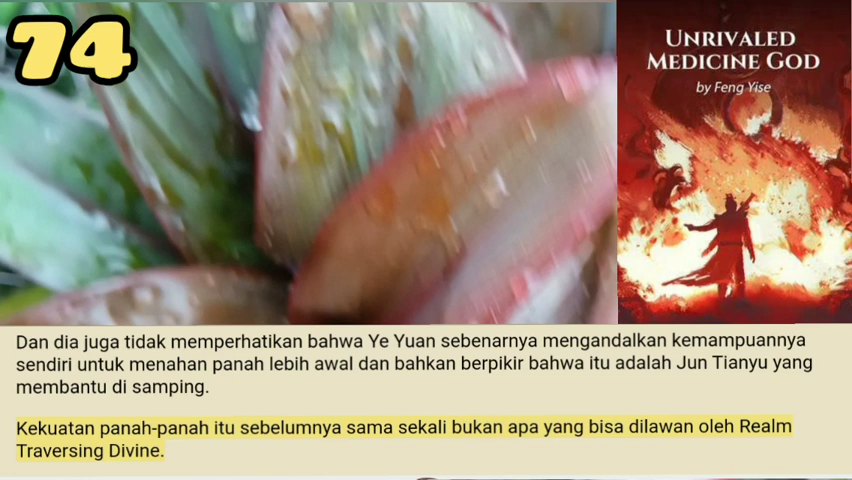 74
UNRIVALED
MEDICINE GOD
by Feng Yise
Dan dia juga tidak memperhatikan bahwa Ye Yuan sebenarnya mengandalkan kemampuannya
sendiri untuk menahan panah lebih awal dan bahkan berpikir bahwa itu adalah Jun Tianyu yang
membantu di samping.
Kekuatan panah-panah itu sebelumnya sama sekali bukan apa yang bisa dilawan oleh Realm
Traversing Divine.